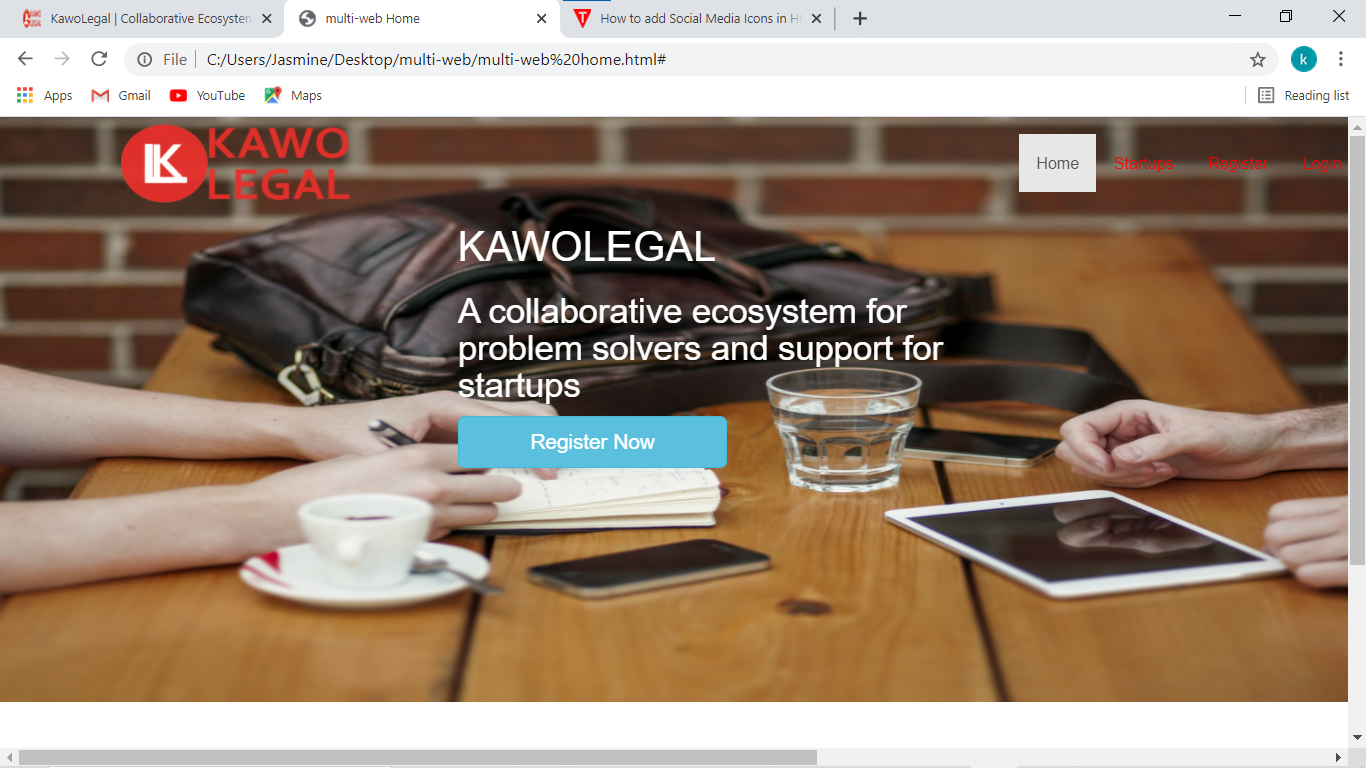 KawoLegal | Collaborative Ecosysten
multi-web Home
How to add Social Media Icons in H
File
C:/Users/Jasmine/Desktop/multi-web/multi-web%20home.html#
k
Apps
Gmail
YouTube
Maps
Reading list
K
KAWO
LEGAL
Home
Startups
Register
Login
KAWOLEGAL
A collaborative ecosystem for
problem solvers and support for
startups
Register Now